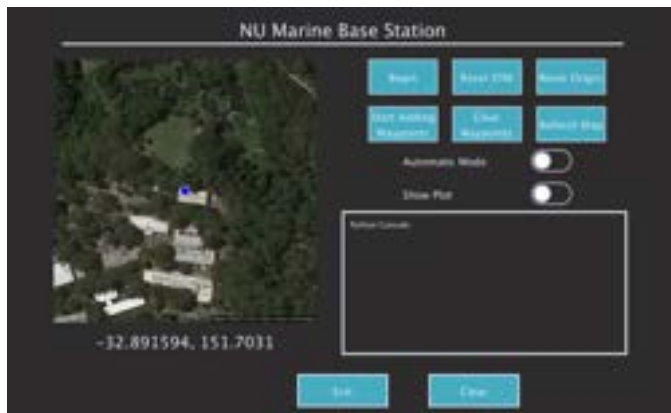 NU Marine Base Station
Begin
Reset EKF
Reset Origin
Start Adding
Waypoints
Clear
Waypoints
Refresh Map
Automatic Mode
Show Plot
Python Console:
-32.891594, 151.7031
Exit
Clear